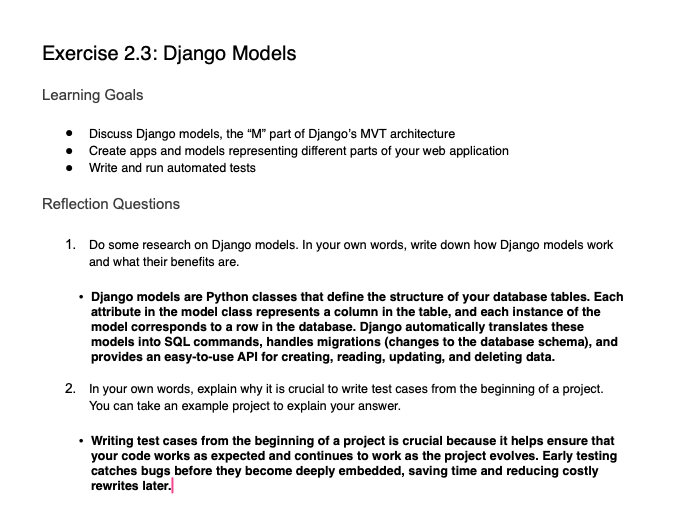 Exercise 2.3: Django Models
Learning Goals
● Discuss Django models, the “M” part of Django’s MVT architecture
● Create apps and models representing different parts of your web application
● Write and run automated tests
Reflection Questions
1. Do some research on Django models. In your own words, write down how Django models work
and what their benefits are.
• Django models are Python classes that define the structure of your database tables. Each
attribute in the model class represents a column in the table, and each instance of the
model corresponds to a row in the database. Django automatically translates these
models into SQL commands, handles migrations (changes to the database schema), and
provides an easy-to-use API for creating, reading, updating, and deleting data.
2. In your own words, explain why it is crucial to write test cases from the beginning of a project.
You can take an example project to explain your answer.
• Writing test cases from the beginning of a project is crucial because it helps ensure that
your code works as expected and continues to work as the project evolves. Early testing
catches bugs before they become deeply embedded, saving time and reducing costly
rewrites later.